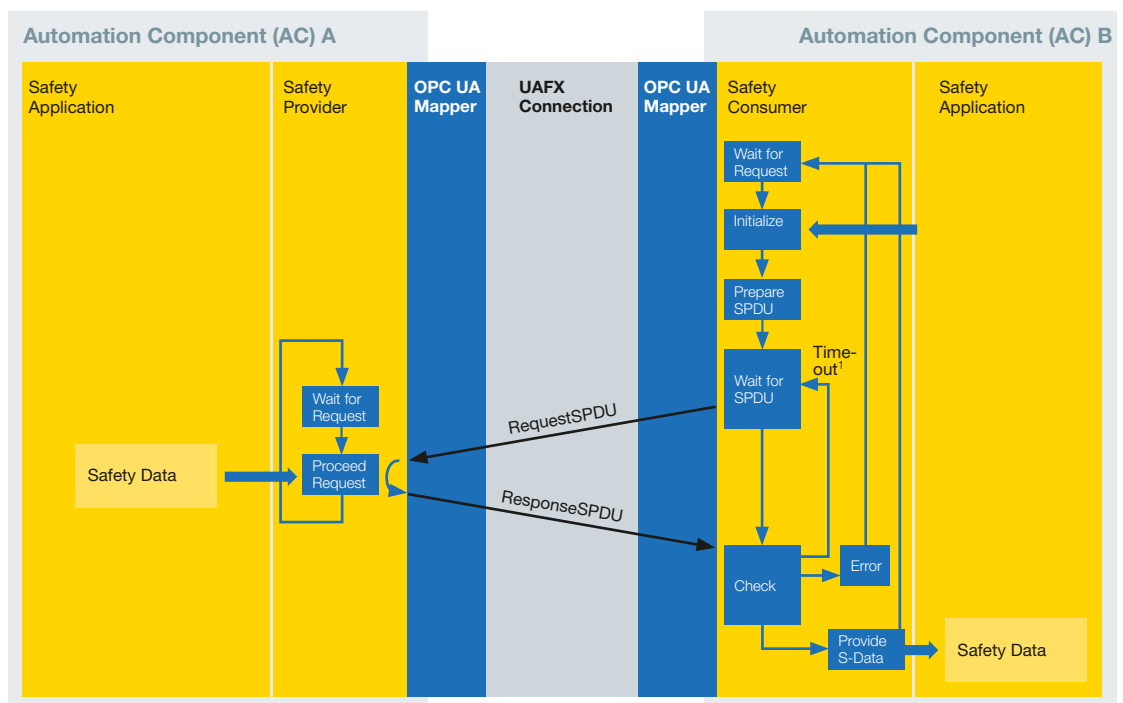 Automation Component (AC) A
Automation Component (AC) B
Safety
Application
Safety
Provider
OPC UA
Mapper
UAFX
Connection
OPC UA
Mapper
Safety
Consumer
Safety
Application
Wait for
Request
Initialize
Prepare
SPDU
Time-
out¹
Wait for
SPDU
Wait for
Request
RequestSPDU
Proceed
Request
Safety Data
ResponseSPDU
Check
Error
Provide
S-Data
Safety Data